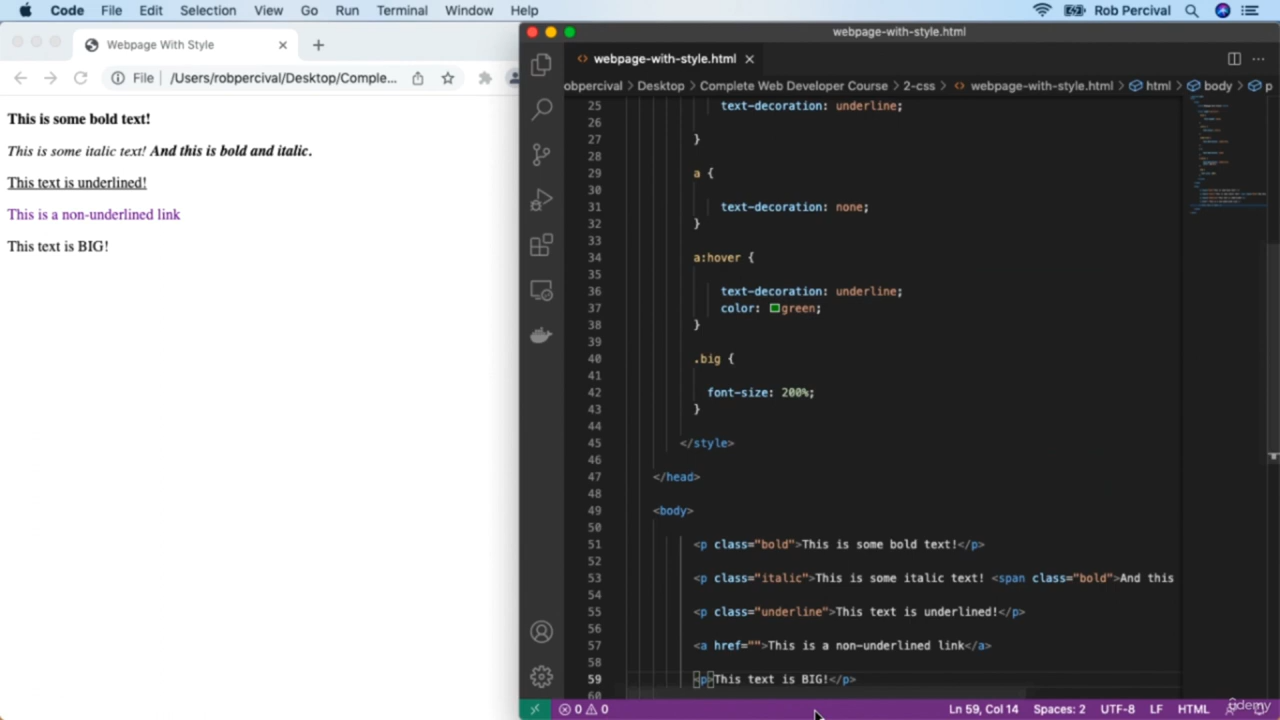 Code File Edit Selection View Go Run Terminal Window Help Rob Percival
Webpage With Style
File /Users/robpercival/Desktop/Comple...
This is some bold text!
This is some italic text! And this is bold and italic.
This text is underlined!
This is a non-underlined link
This text is BIG!
webpage-with-style.html
webpage-with-style.html
obpercival > Desktop > Complete Web Developer Course > 2-css > webpage-with-style.html > html > body > p
25 text-decoration: underline;
26
27 }
28
29 a {
30
31 text-decoration: none;
32 }
33
34 a:hover {
35
36 text-decoration: underline;
37 color: green;
38 }
39
40 .big {
41
42 font-size: 200%;
43 }
44
45 </style>
46
47 </head>
48
49 <body>
50
51 <p class="bold">This is some bold text!</p>
52
53 <p class="italic">This is some italic text! <span class="bold">And this
54
55 <p class="underline">This text is underlined!</p>
56
57 <a href="">This is a non-underlined link</a>
58
59 <p>This text is BIG!</p>
60
0 0 Ln 59, Col 14 Spaces: 2 UTF-8 LF HTML
udemy